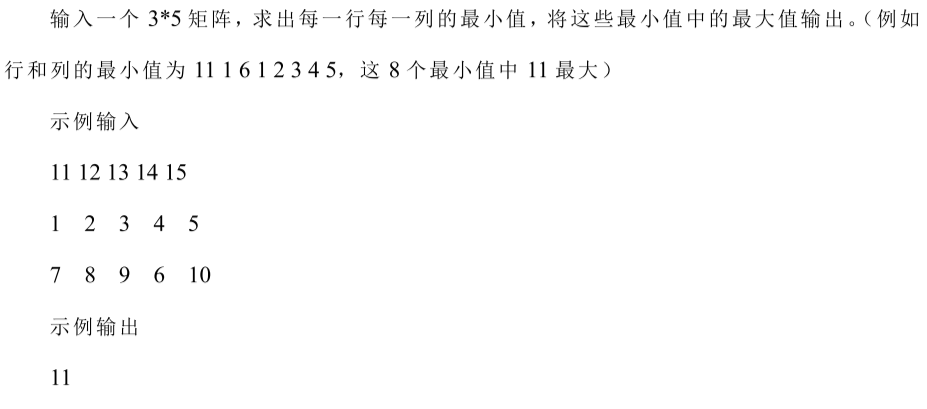 输入一个 3*5 矩阵，求出每一行每一列的最小值，将这些最小值中的最大值输出。（例如
行和列的最小值为 11 1 6 1 2 3 4 5，这 8 个最小值中 11 最大）
示例输入
11 12 13 14 15
1 2 3 4 5
7 8 9 6 10
示例输出
11